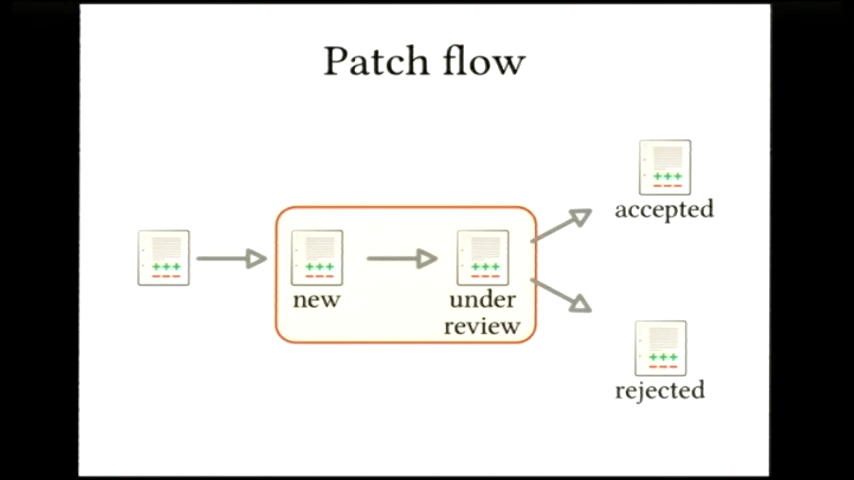 Patch flow
accepted
new
under
review
rejected